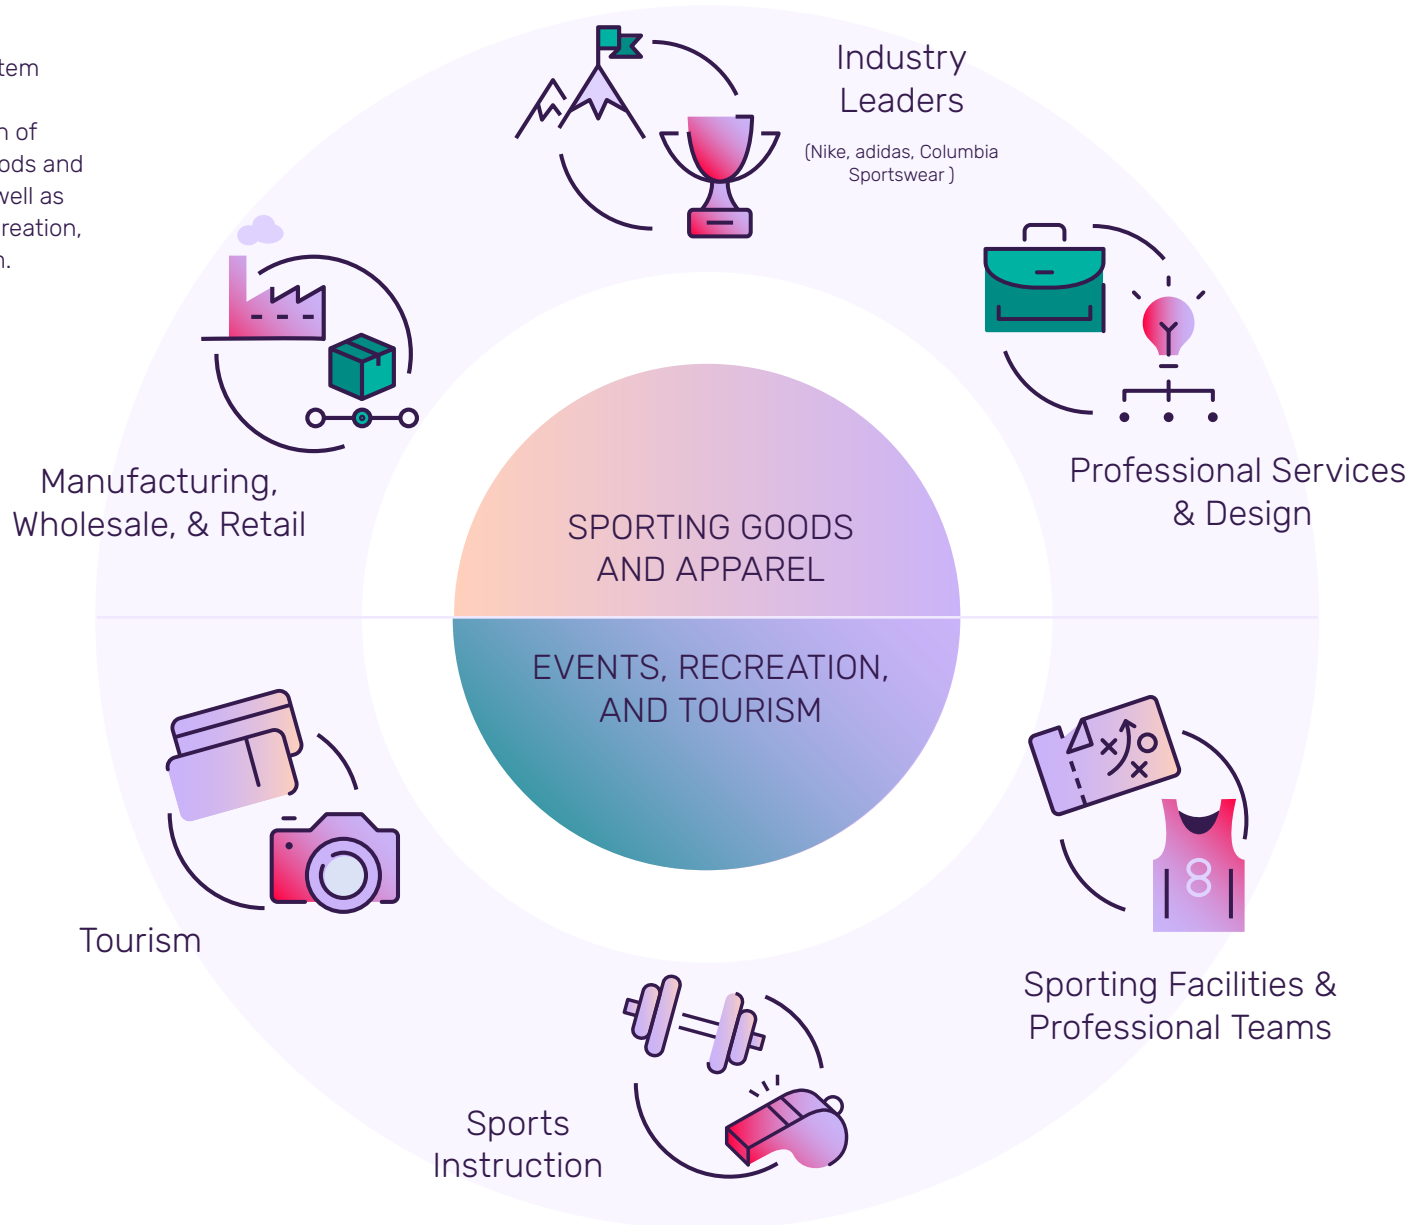 tem
n of
ods and
well as
reation,
n.
Industry
Leaders
(Nike, adidas, Columbia
Sportswear )
Professional Services
& Design
Manufacturing,
Wholesale, & Retail
SPORTING GOODS
AND APPAREL
EVENTS, RECREATION,
AND TOURISM
Tourism
8
Sporting Facilities &
Professional Teams
Sports
Instruction